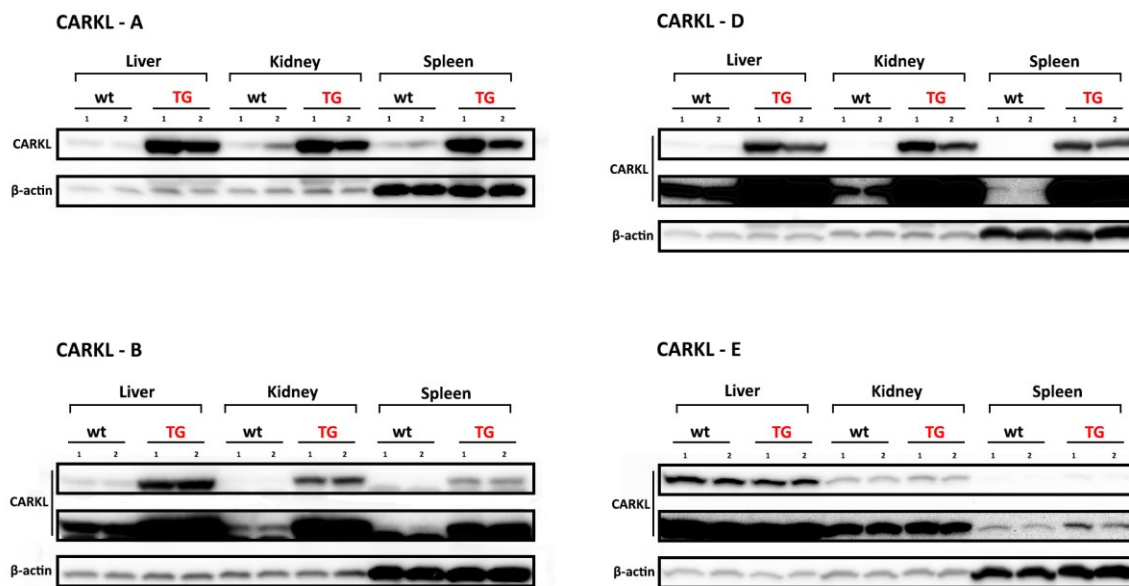 CARKL - A
Liver Kidney Spleen
wt TG wt TG wt TG
1 2 1 2 1 2 1 2 1 2 1 2
CARKL
β-actin
CARKL - D
Liver Kidney Spleen
wt TG wt TG wt TG
1 2 1 2 1 2 1 2 1 2 1 2
CARKL
β-actin
CARKL - B
Liver Kidney Spleen
wt TG wt TG wt TG
1 2 1 2 1 2 1 2 1 2 1 2
CARKL
β-actin
CARKL - E
Liver Kidney Spleen
wt TG wt TG wt TG
1 2 1 2 1 2 1 2 1 2 1 2
CARKL
β-actin